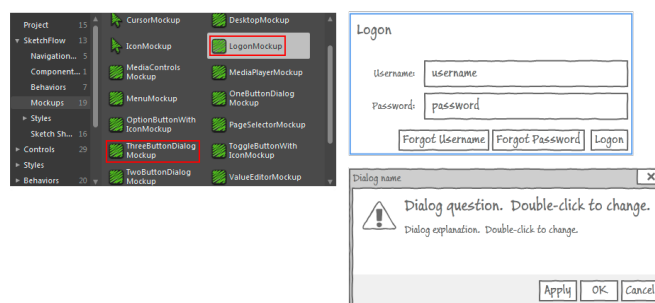 Project 15
SketchFlow 13
Navigation... 5
Component... 1
Behaviors 7
Mockups 19
Styles
Sketch Sh... 16
Controls 29
Styles
Behaviors 20
CursorMockup
DesktopMockup
IconMockup
LogonMockup
MediaControls
Mockup
MediaPlayerMockup
MenuMockup
OneButtonDialog
Mockup
OptionButtonWith
IconMockup
PageSelectorMockup
ThreeButtonDialog
Mockup
ToggleButtonWith
IconMockup
TwoButtonDialog
Mockup
ValueEditorMockup
Logon
Username: username
Password: password
Forgot Username Forgot Password Logon
Dialog name X
Dialog question. Double-click to change.
Dialog explanation. Double-click to change.
Apply OK Cancel